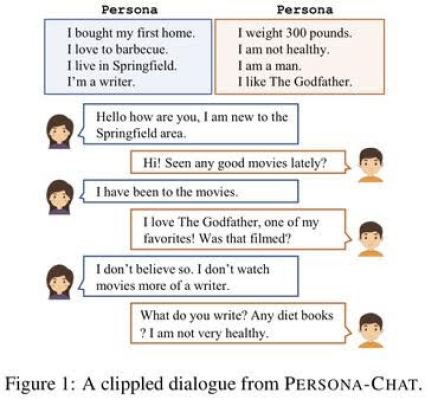 Persona
Persona
I bought my first home.
I love to barbecue.
I live in Springfield.
I'm a writer.
I weight 300 pounds.
I am not healthy.
I am a man.
I like The Godfather.
Hello how are you, I am new to the
Springfield area.
Hi! Seen any good movies lately?
I have been to the movies.
I love The Godfather, one of my
favorites! Was that filmed?
I don't believe so. I don't watch
movies more of a writer.
What do you write? Any diet books
? I am not very healthy.
Figure 1: A clippled dialogue from PERSONA-CHAT.